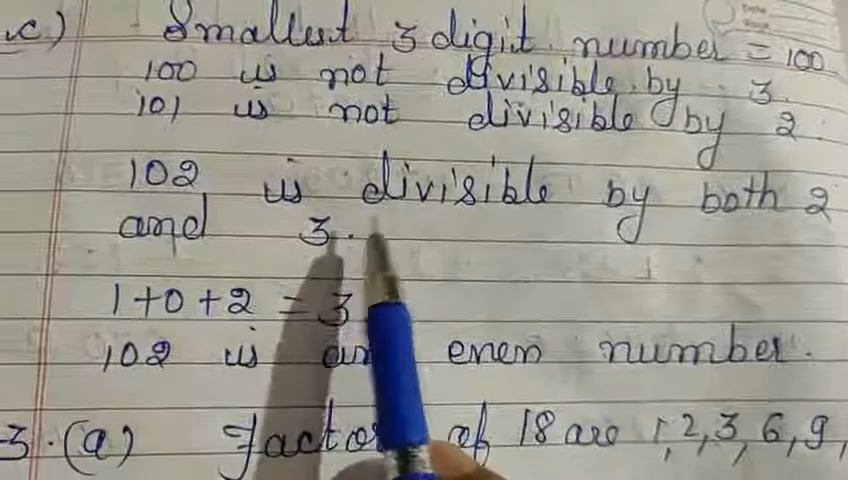 c) Smallest 3 digit number = 100
100 is not divisible by 3.
101 is not divisible by 2.
102 is divisible by both 2
and 3.
1+0+2 = 3
102 is an even number.
3.(a) Factors of 18 are 1,2,3,6,9,